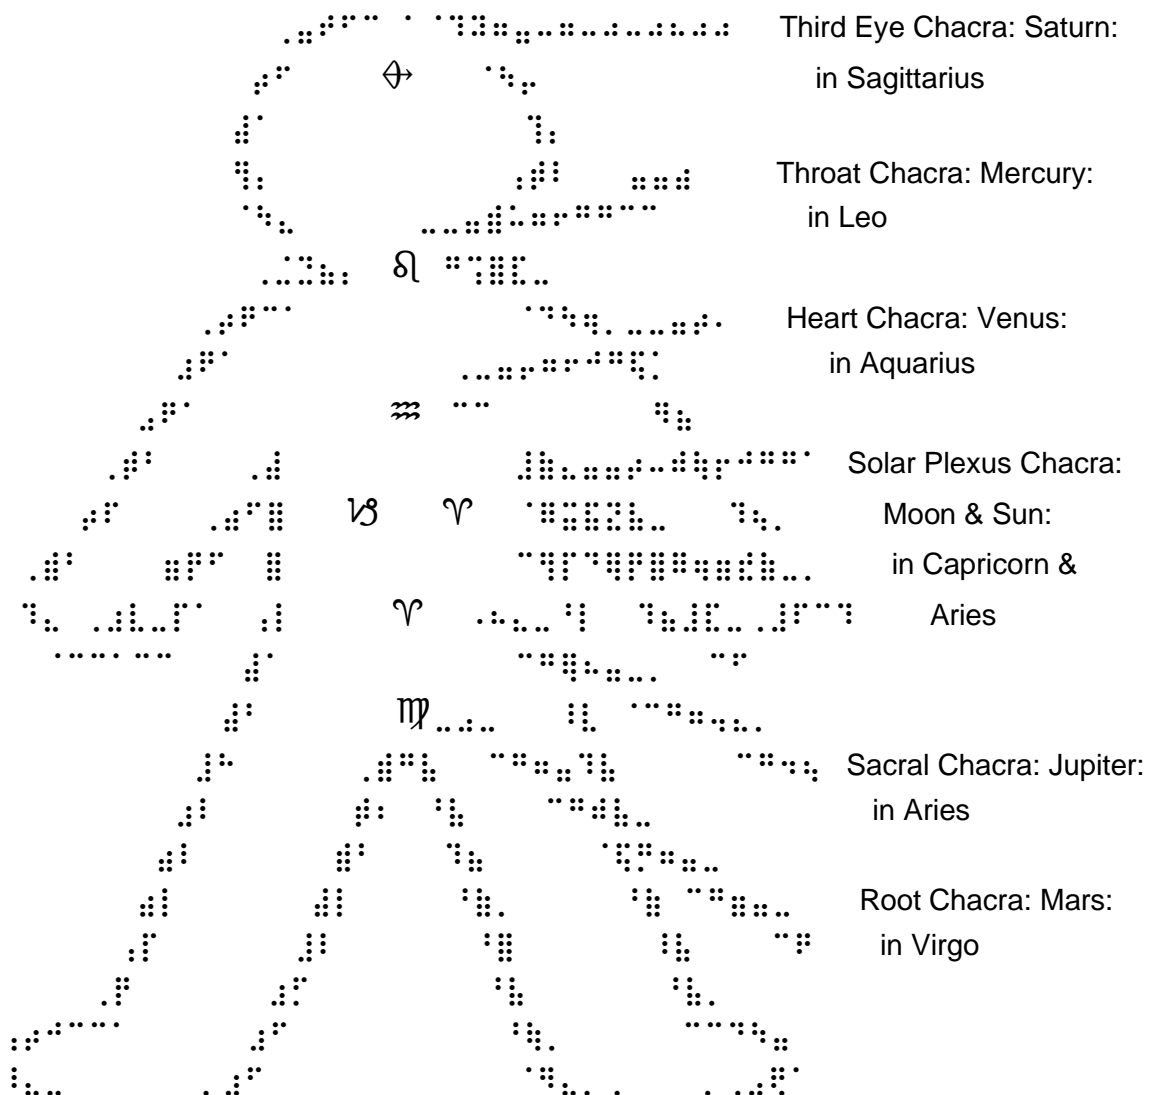 Third Eye Chacra: Saturn:
in Sagittarius
Throat Chacra: Mercury:
in Leo
♌
Heart Chacra: Venus:
in Aquarius
♒
Solar Plexus Chacra:
♑ ♈ Moon & Sun:
in Capricorn &
♈ Aries
♍
Sacral Chacra: Jupiter:
in Aries
Root Chacra: Mars:
in Virgo